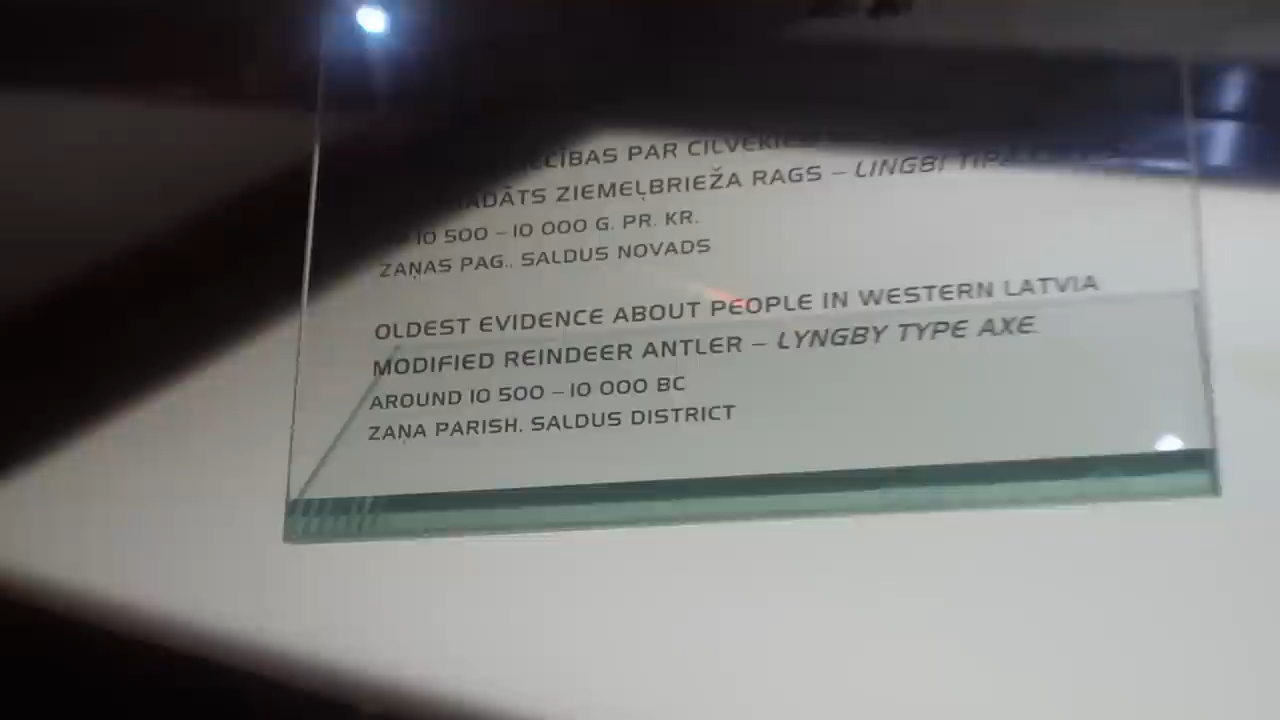 PAR
ZIEMEĻBRIEŽA RAGS – LINGBI
10 500 – 10 000 G. PR. KR.
ZAŅAS PAG., SALDUS NOVADS
OLDEST EVIDENCE ABOUT PEOPLE IN WESTERN LATVIA
MODIFIED REINDEER ANTLER – LYNGBY TYPE AXE.
AROUND 10 500 – 10 000 BC
ZAŅA PARISH, SALDUS DISTRICT